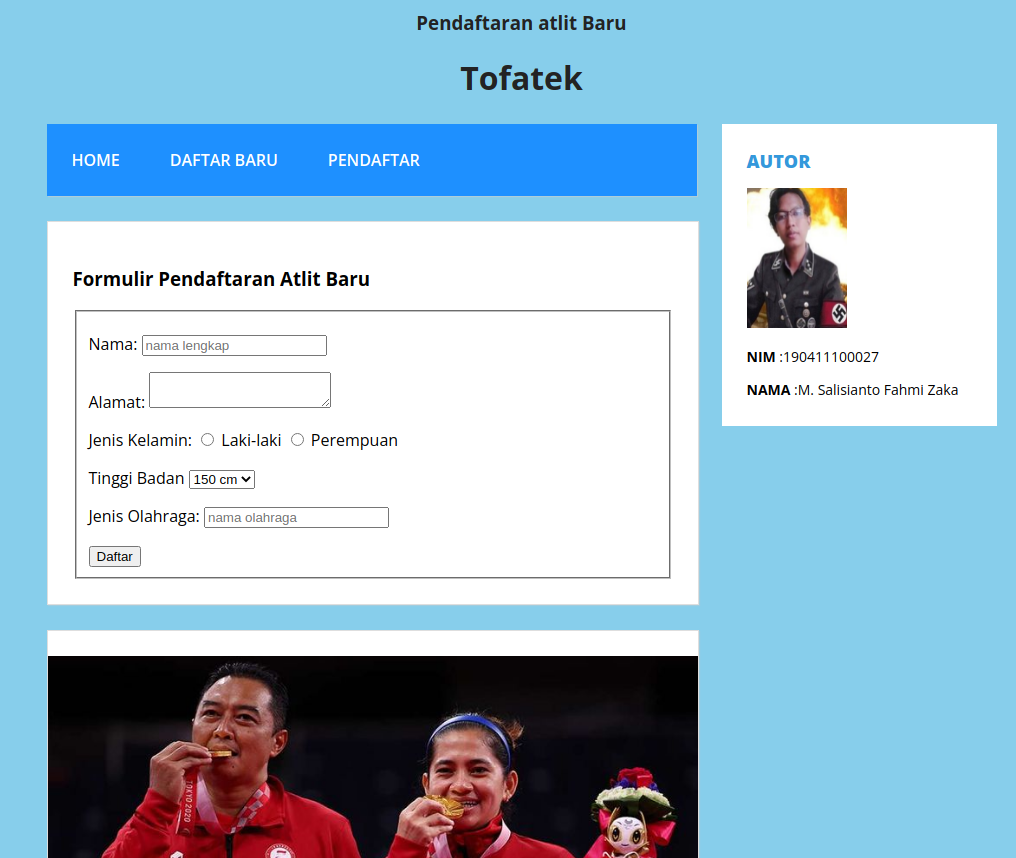 Pendaftaran atlit Baru
Tofatek
HOME DAFTAR BARU PENDAFTAR
Formulir Pendaftaran Atlit Baru
Nama: nama lengkap
Alamat:
Jenis Kelamin: Laki-laki Perempuan
Tinggi Badan 150 cm
Jenis Olahraga: nama olahraga
Daftar
AUTOR
NIM :190411100027
NAMA :M. Salisianto Fahmi Zaka
TOKYO 2020